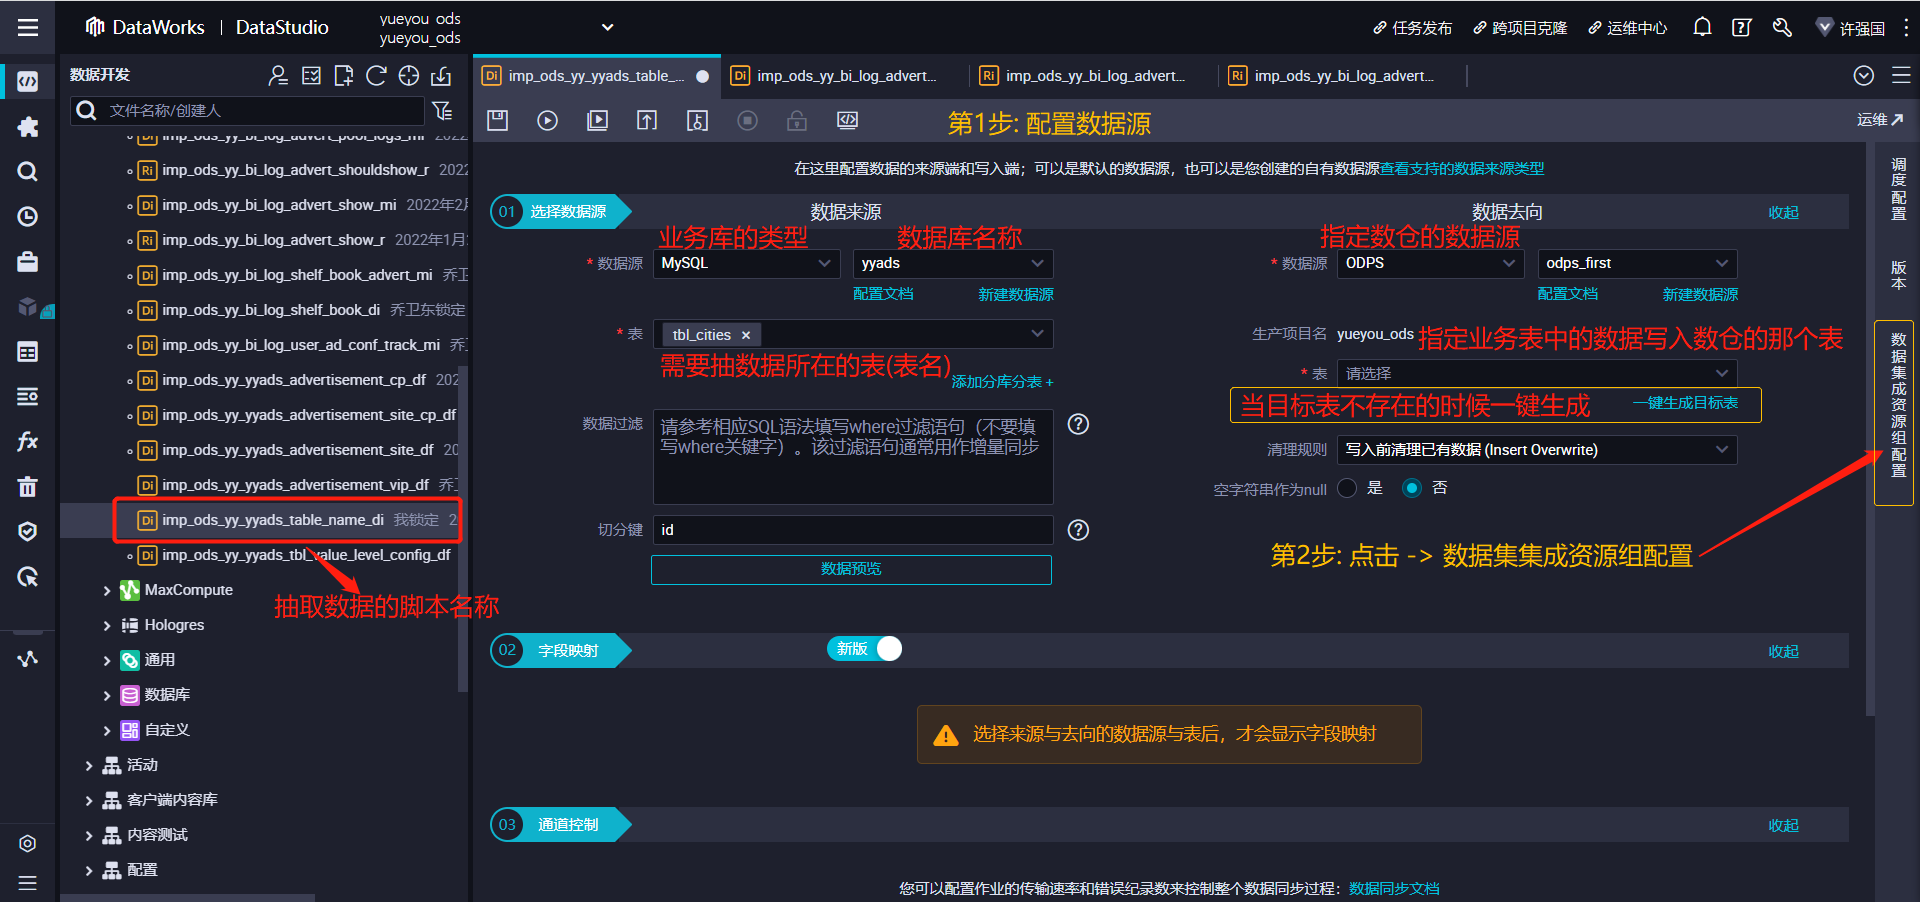 DataWorks | DataStudio
yueyou_ods
yueyou_ods
任务发布
跨项目克隆
运维中心
许强国
数据开发
文件名称/创建人
imp_ods_yy_bi_log_advert_pool_logs_mi 2022
Ri imp_ods_yy_bi_log_advert_shouldshow_r 2022
Di imp_ods_yy_bi_log_advert_show_mi 2022年2月
Ri imp_ods_yy_bi_log_advert_show_r 2022年1月
Di imp_ods_yy_bi_log_shelf_book_advert_mi 乔卫
Di imp_ods_yy_bi_log_shelf_book_di 乔卫东锁定
Di imp_ods_yy_bi_log_user_ad_conf_track_mi 乔
Di imp_ods_yy_yyads_advertisement_cp_df 202
Di imp_ods_yy_yyads_advertisement_site_cp_df
Di imp_ods_yy_yyads_advertisement_site_df 20
Di imp_ods_yy_yyads_advertisement_vip_df 乔卫
Di imp_ods_yy_yyads_table_name_di 我锁定 2
Di imp_ods_yy_yyads_tbl_value_level_config_df
抽取数据的脚本名称
MaxCompute
Hologres
通用
数据库
自定义
活动
客户端内容库
内容测试
配置
Di imp_ods_yy_yyads_table_...
Di imp_ods_yy_bi_log_advert...
Ri imp_ods_yy_bi_log_advert...
Ri imp_ods_yy_bi_log_advert...
第1步: 配置数据源
运维
在这里配置数据的来源端和写入端；可以是默认的数据源，也可以是您创建的自有数据源查看支持的数据来源类型
01 选择数据源
数据来源
数据去向
收起
业务库的类型
数据库名称
指定数仓的数据源
* 数据源 MySQL
yyads
* 数据源 ODPS
odps_first
配置文档
新建数据源
配置文档
新建数据源
* 表 tbl_cities ×
生产项目名 yueyou_ods
指定业务表中的数据写入数仓的那个表
需要抽数据所在的表(表名)
添加分库分表 +
* 表 请选择
当目标表不存在的时候一键生成
一键生成目标表
数据过滤
请参考相应SQL语法填写where过滤语句（不要填
写where关键字）。该过滤语句通常用作增量同步
清理规则 写入前清理已有数据 (Insert Overwrite)
空字符串作为null 是 否
切分键 id
数据预览
第2步: 点击 -> 数据集集成资源组配置
02 字段映射
新版
收起
选择来源与去向的数据源与表后，才会显示字段映射
03 通道控制
收起
您可以配置作业的传输速率和错误纪录数来控制整个数据同步过程：数据同步文档
调度配置
版本
数据集成资源组配置